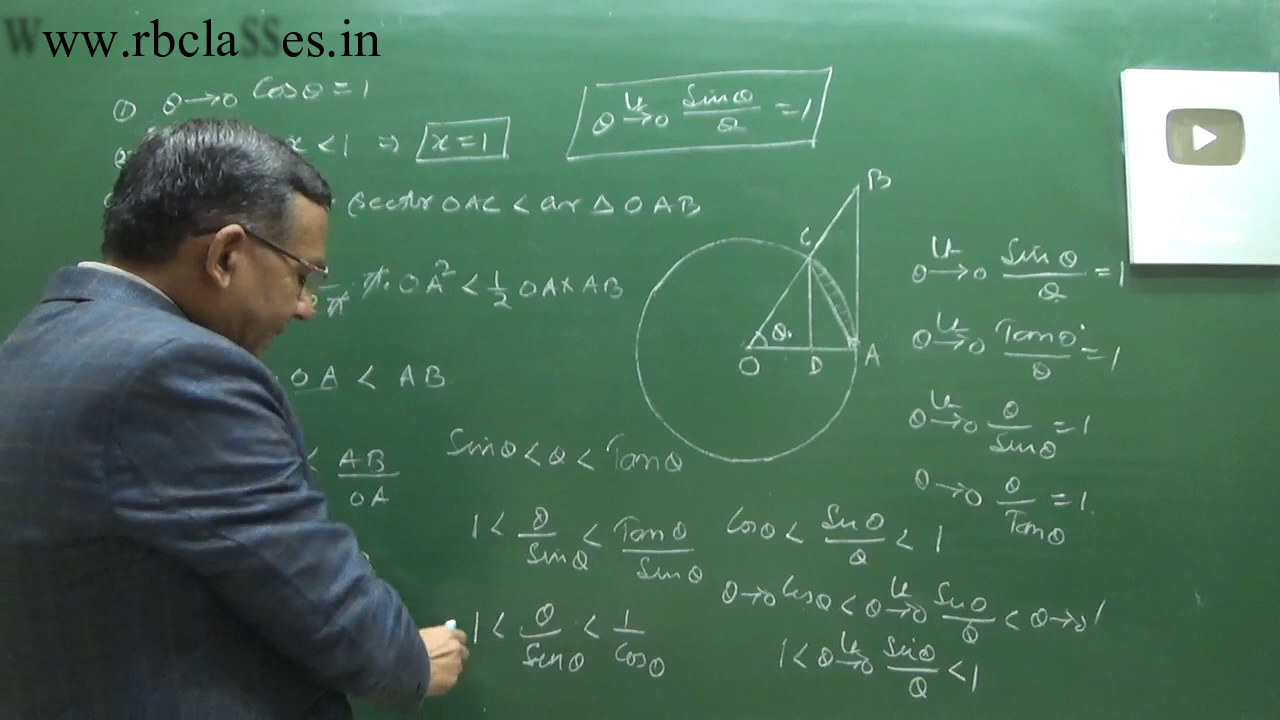 www.rbclaSSes.in
① θ→0 Cosθ = 1
x < 1 ⇒ x = 1
Sector OAC < ar Δ OAB
π. OA² < 1/2 OA × AB
OA < AB
< AB/OA
Lt θ→0 Sinθ/θ = 1
B
C
θ
O D A
Sinθ < θ < Tanθ
1 < θ/Sinθ < Tanθ/Sinθ
1 < θ/Sinθ < 1/Cosθ
Cosθ < Sinθ/θ < 1
θ→0 Cosθ < Lt θ→0 Sinθ/θ < θ→0 1
1 < Lt θ→0 Sinθ/θ < 1
Lt θ→0 Sinθ/θ = 1
Lt θ→0 Tanθ/θ = 1
Lt θ→0 θ/Sinθ = 1
θ→0 θ/Tanθ = 1